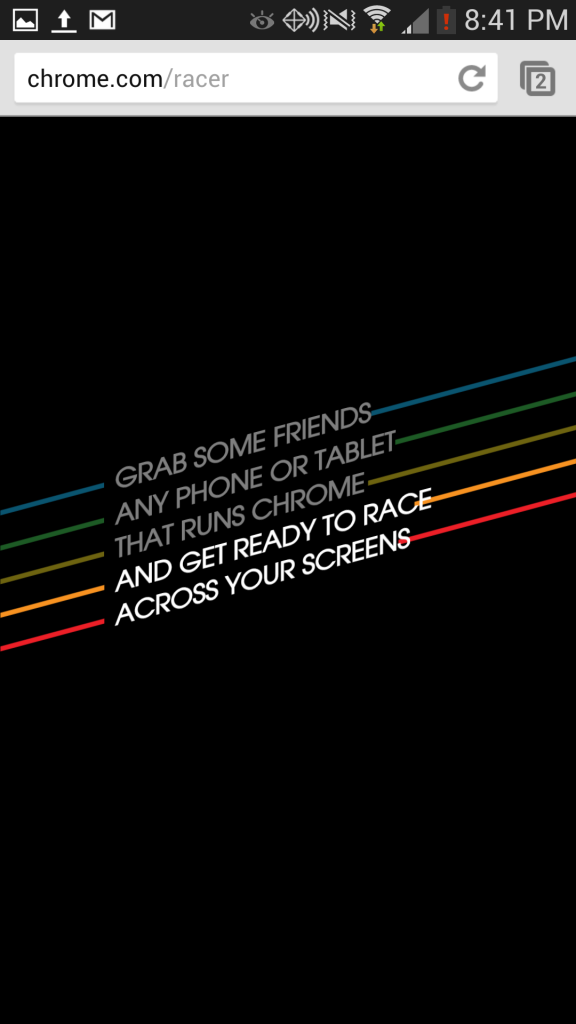 8:41 PM
chrome.com/racer
2
GRAB SOME FRIENDS
ANY PHONE OR TABLET
THAT RUNS CHROME
AND GET READY TO RACE
ACROSS YOUR SCREENS